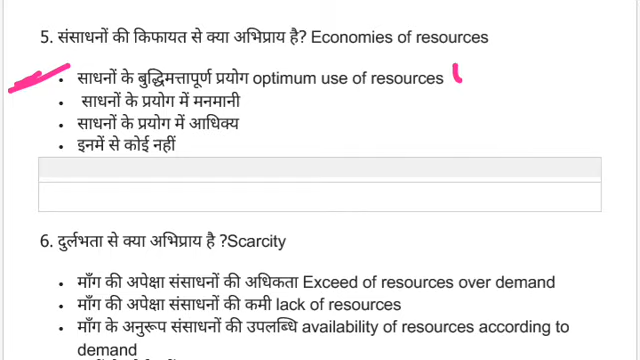 5. संसाधनों की किफायत से क्या अभिप्राय है? Economies of resources
• साधनों के बुद्धिमत्तापूर्ण प्रयोग optimum use of resources
• साधनों के प्रयोग में मनमानी
• साधनों के प्रयोग में आधिक्य
• इनमें से कोई नहीं
6. दुर्लभता से क्या अभिप्राय है ?Scarcity
• माँग की अपेक्षा संसाधनों की अधिकता Exceed of resources over demand
• माँग की अपेक्षा संसाधनों की कमी lack of resources
• माँग के अनुरूप संसाधनों की उपलब्धि availability of resources according to
demand